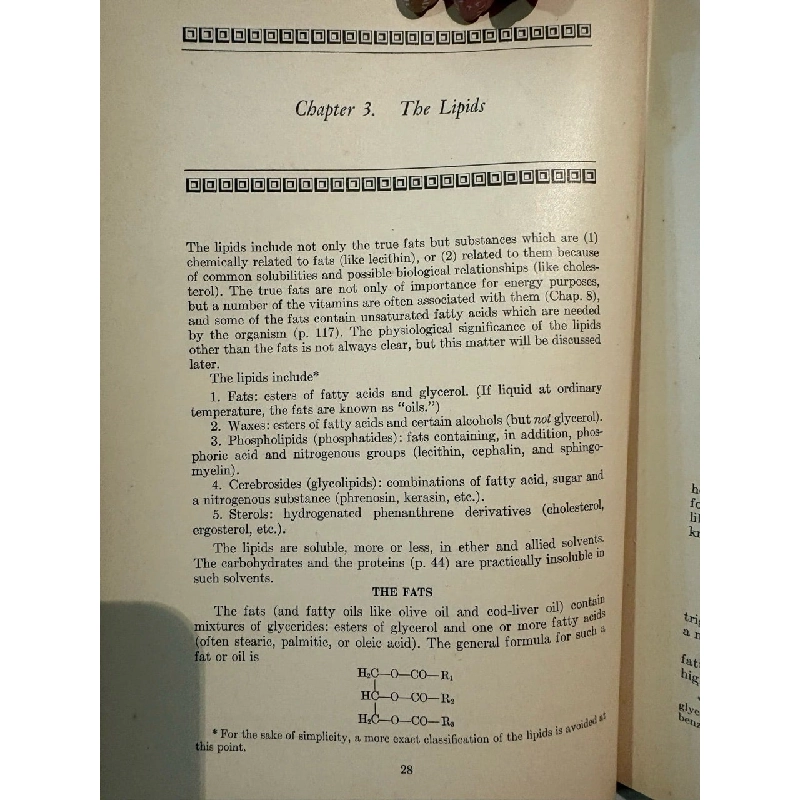 Chapter 3. The Lipids
The lipids include not only the true fats but substances which are (1)
chemically related to fats (like lecithin), or (2) related to them because
of common solubilities and possible biological relationships (like choles-
terol). The true fats are not only of importance for energy purposes,
but a number of the vitamins are often associated with them (Chap. 8),
and some of the fats contain unsaturated fatty acids which are needed
by the organism (p. 117). The physiological significance of the lipids
other than the fats is not always clear, but this matter will be discussed
later.
The lipids include*
1. Fats: esters of fatty acids and glycerol. (If liquid at ordinary
temperature, the fats are known as "oils.")
2. Waxes: esters of fatty acids and certain alcohols (but not glycerol).
3. Phospholipids (phosphatides): fats containing, in addition, phos-
phoric acid and nitrogenous groups (lecithin, cephalin, and sphingo-
myelin).
4. Cerebrosides (glycolipids): combinations of fatty acid, sugar and
a nitrogenous substance (phrenosin, kerasin, etc.).
5. Sterols: hydrogenated phenanthrene derivatives (cholesterol,
ergosterol, etc.).
The lipids are soluble, more or less, in ether and allied solvents.
The carbohydrates and the proteins (p. 44) are practically insoluble in
such solvents.
THE FATS
The fats (and fatty oils like olive oil and cod-liver oil) contain
mixtures of glycerides: esters of glycerol and one or more fatty acids
(often stearic, palmitic, or oleic acid). The general formula for such a
fat or oil is
H₂C—O—CO—R₁
HC—O—CO—R₂
H₂C—O—CO—R₃
* For the sake of simplicity, a more exact classification of the lipids is avoided at
this point.
28